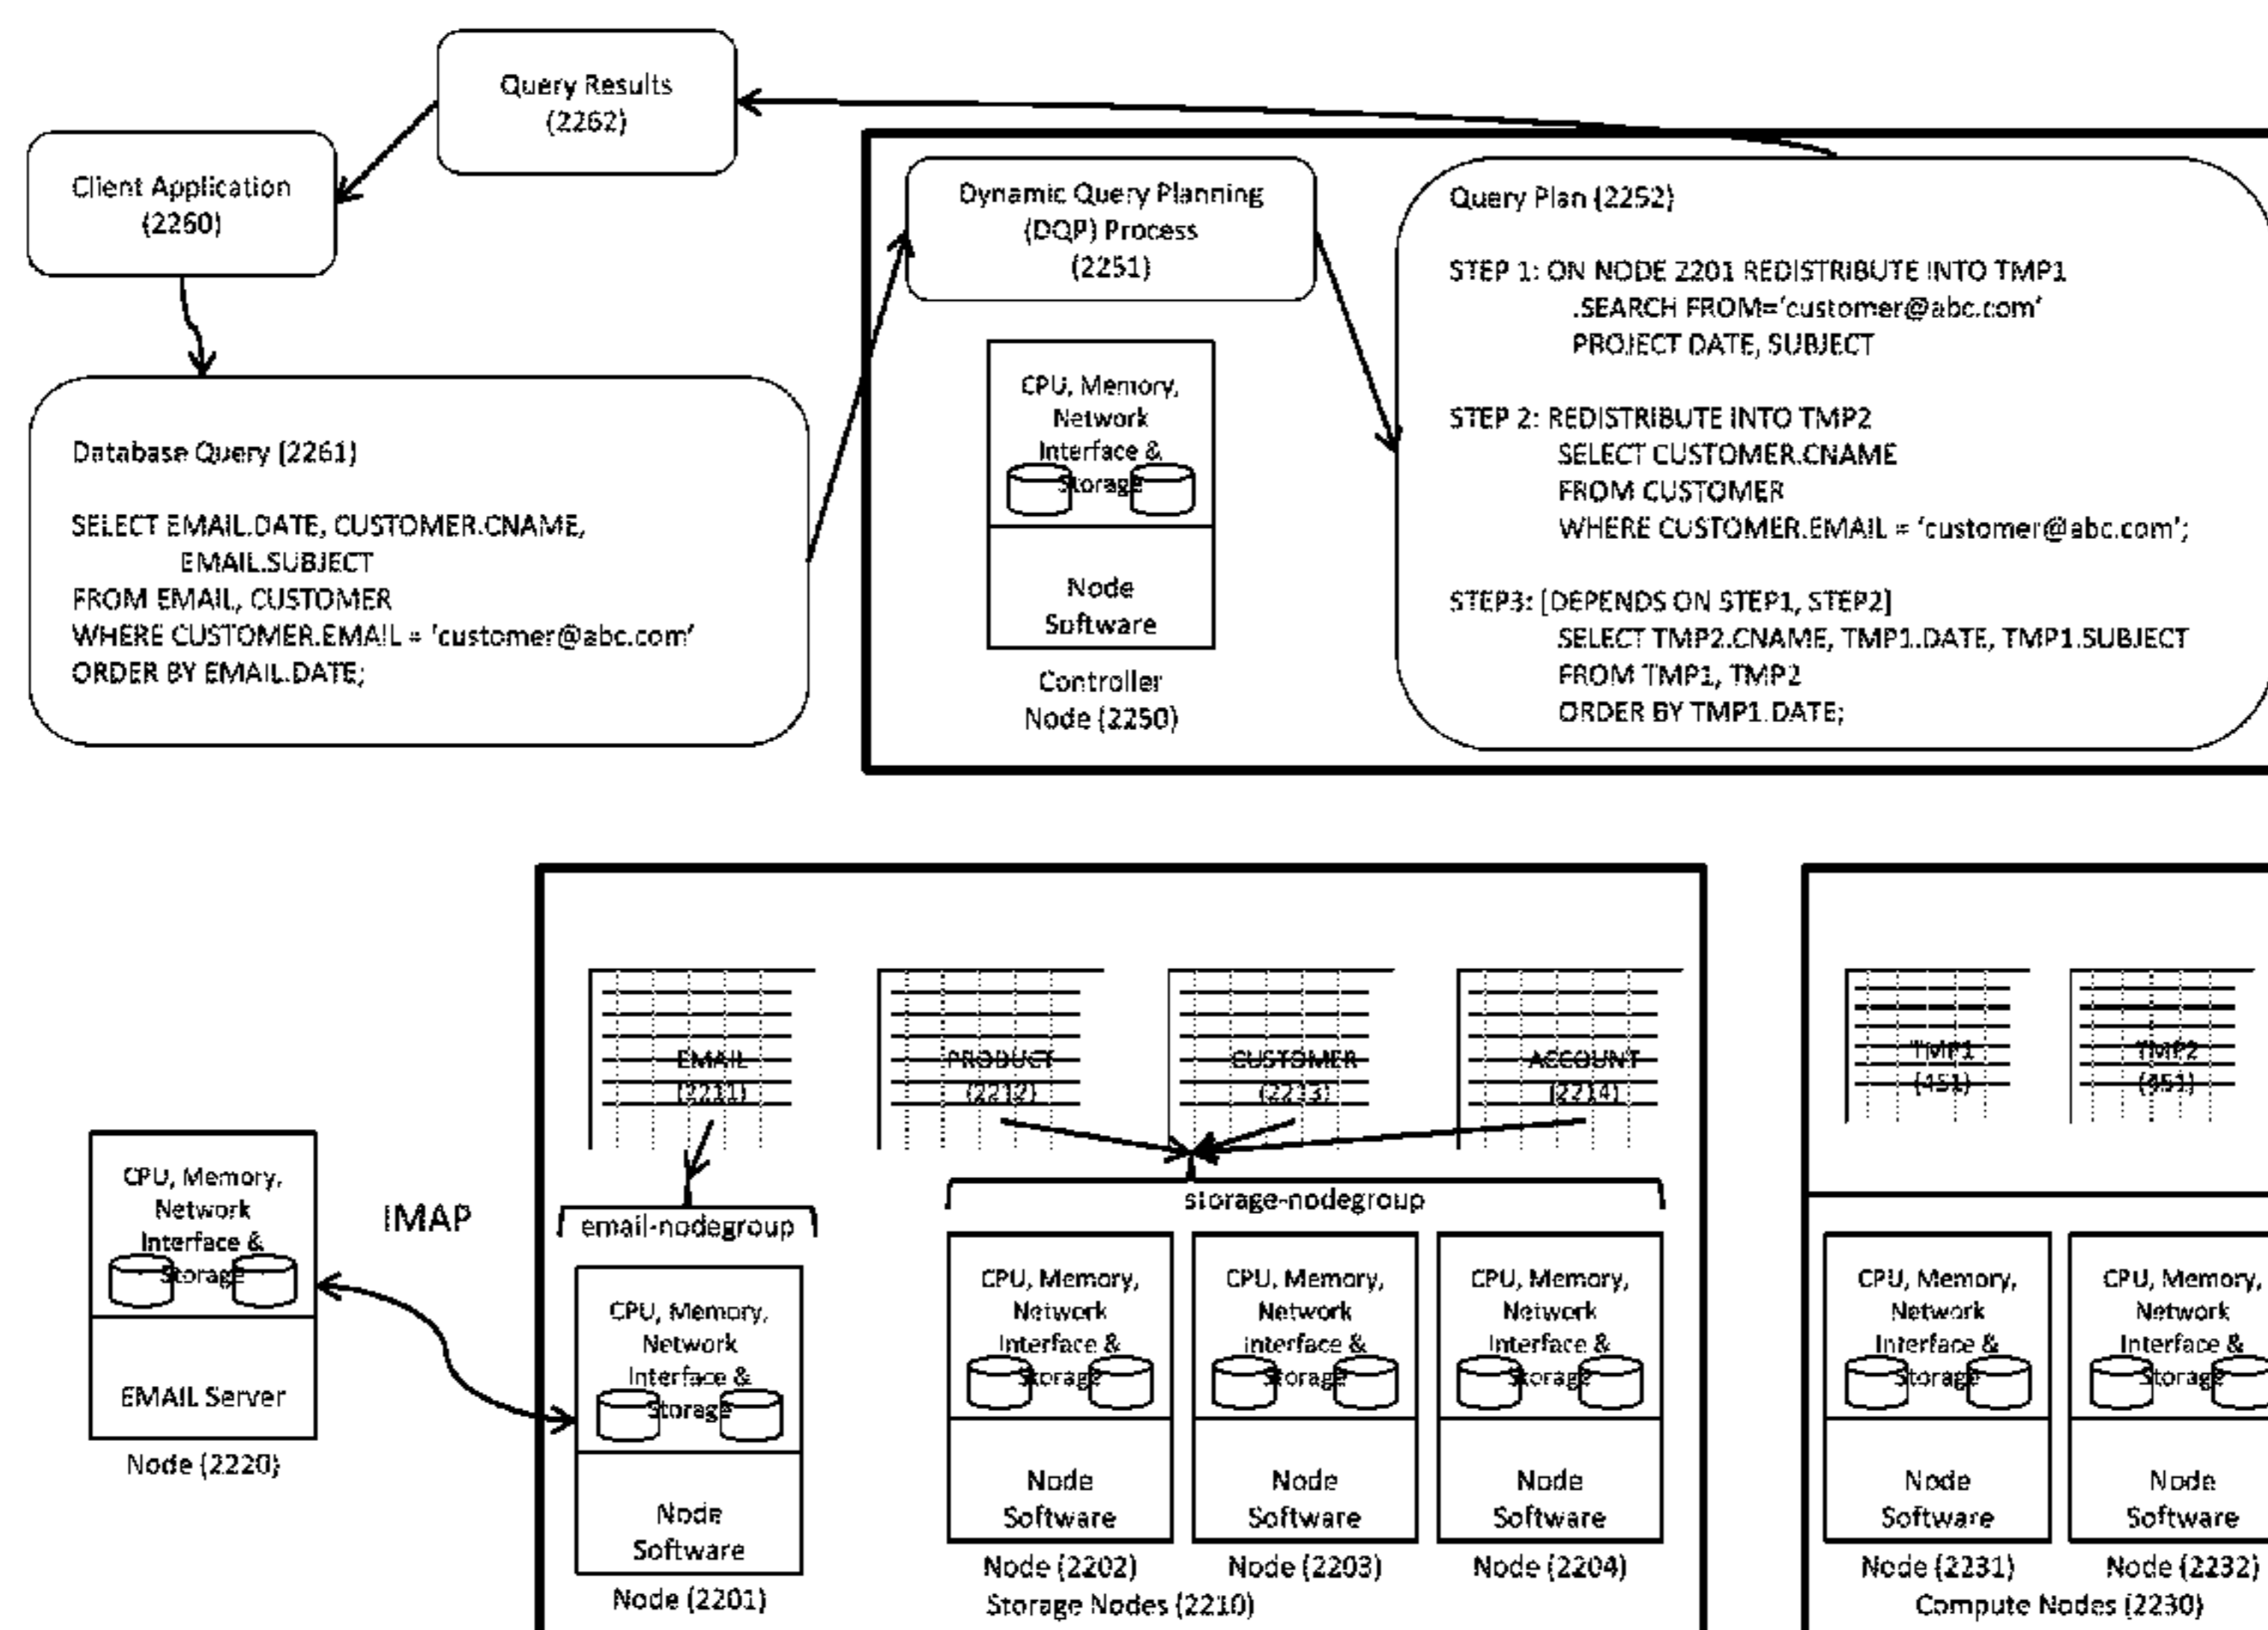 Query Results
(2262)
Client Application
(2260)
Database Query (2261)
SELECT EMAIL.DATE, CUSTOMER.CNAME,
EMAIL.SUBJECT
FROM EMAIL, CUSTOMER
WHERE CUSTOMER.EMAIL = 'customer@abc.com'
ORDER BY EMAIL.DATE;
Dynamic Query Planning
(DQP) Process
(2251)
CPU, Memory,
Network
Interface &
Storage
Node
Software
Controller
Node (2250)
Query Plan (2252)
STEP 1: ON NODE 2201 REDISTRIBUTE INTO TMP1
.SEARCH FROM='customer@abc.com'
PROJECT DATE, SUBJECT
STEP 2: REDISTRIBUTE INTO TMP2
SELECT CUSTOMER.CNAME
FROM CUSTOMER
WHERE CUSTOMER.EMAIL = 'customer@abc.com';
STEP3: [DEPENDS ON STEP1, STEP2]
SELECT TMP2.CNAME, TMP1.DATE, TMP1.SUBJECT
FROM TMP1, TMP2
ORDER BY TMP1.DATE;
EMAIL
(2211)
PRODUCT
(2212)
CUSTOMER
(2213)
ACCOUNT
(2214)
TMP1
(451)
TMP2
(451)
CPU, Memory,
Network
Interface &
Storage
EMAIL Server
Node (2220)
IMAP
email-nodegroup
CPU, Memory,
Network
Interface &
Storage
Node
Software
Node (2201)
storage-nodegroup
CPU, Memory,
Network
Interface &
Storage
Node
Software
Node (2202)
CPU, Memory,
Network
Interface &
Storage
Node
Software
Node (2203)
CPU, Memory,
Network
Interface &
Storage
Node
Software
Node (2204)
Storage Nodes (2210)
CPU, Memory,
Network
Interface &
Storage
Node
Software
Node (2231)
CPU, Memory,
Network
Interface &
Storage
Node
Software
Node (2232)
Compute Nodes (2230)